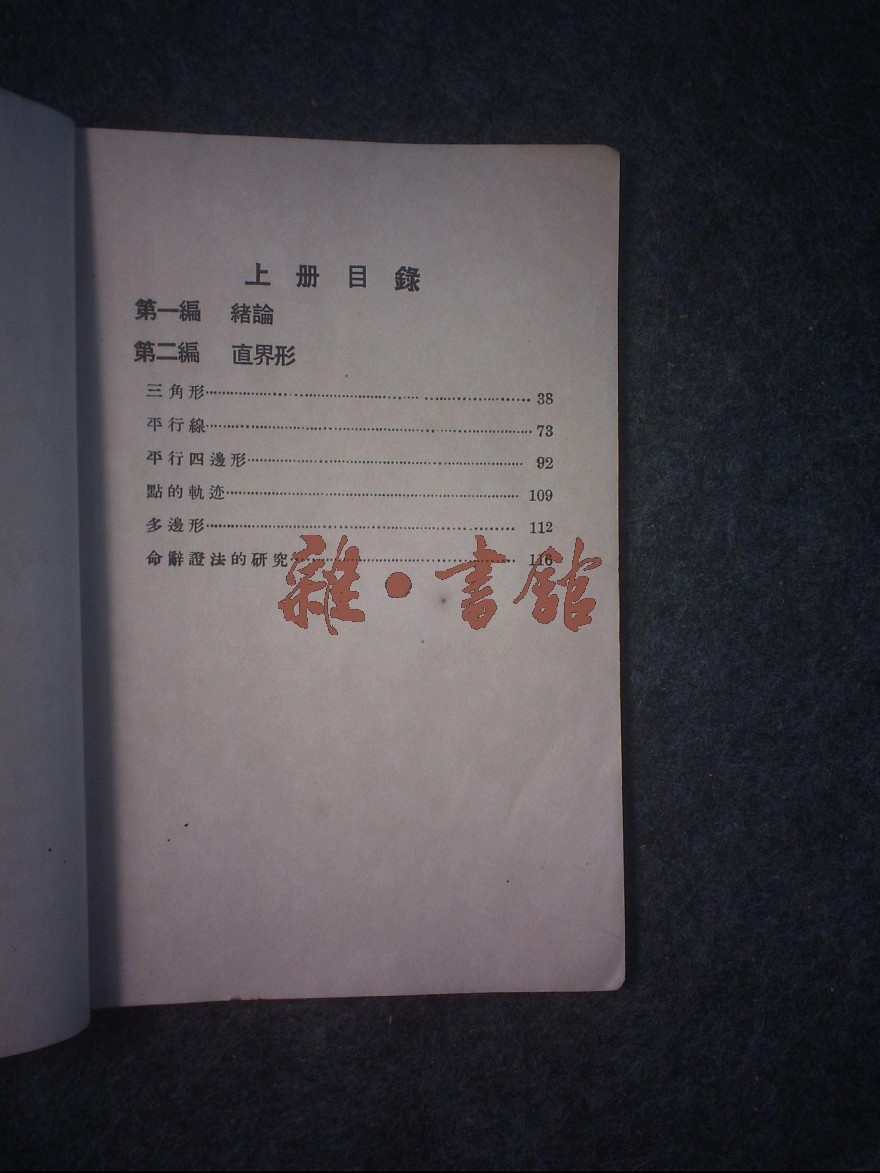 上册目錄
第一編 緒論
第二編 直界形
三角形…………………………………………38
平行線…………………………………………73
平行四邊形……………………………………92
點的軌迹………………………………………109
多邊形…………………………………………112
命辭證法的研究………………………………116
雜·書館